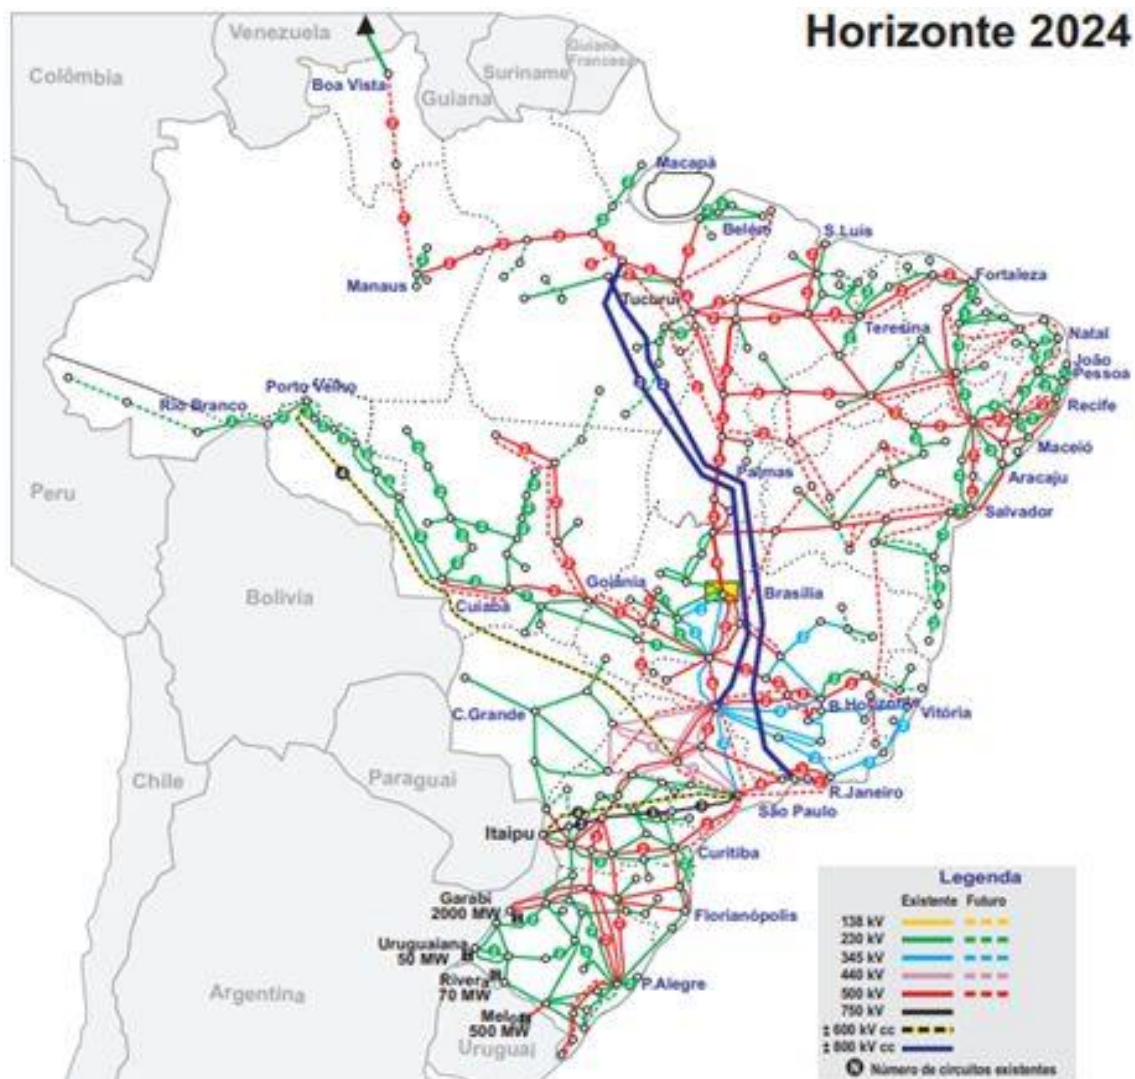 Horizonte 2024
Venezuela
Colômbia
Boa Vista
Guiana
Suriname
Guiana
Francesa
Macapá
Belém
S.Luis
Fortaleza
Manaus
Tucuruí
Teresina
Natal
João
Pessoa
Recife
Maceió
Aracaju
Salvador
Porto Velho
Rio Branco
Peru
Palmas
Bolívia
Cuiabá
Goiânia
Brasília
C.Grande
B. Horizonte
Vitória
Chile
Paraguai
R.Janeiro
São Paulo
Itaipu
Curitiba
Garabi
2000 MW
Florianópolis
Uruguaiana
50 MW
Rivera
70 MW
P.Alegre
Melo
500 MW
Argentina
Uruguai
Legenda
Existente Futuro
138 kV
230 kV
345 kV
440 kV
500 kV
750 kV
± 600 kV cc
± 800 kV cc
N Número de circuitos existentes